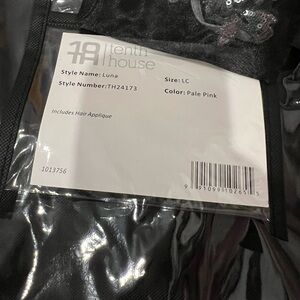 tenth
house
Style Name: Luna
Size: LC
Style Number: TH24173
Color: Pale Pink
Includes Hair Applique
1013756